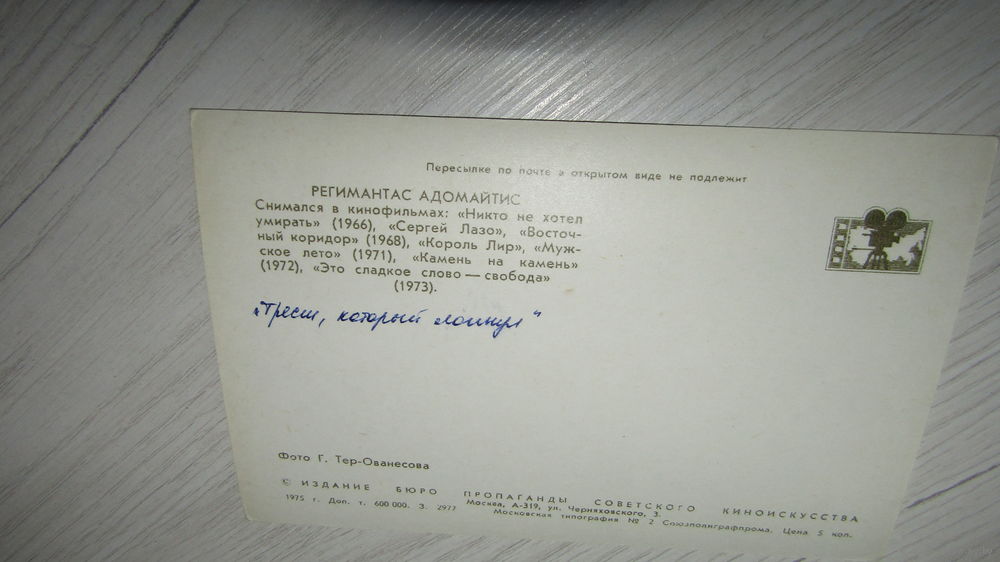 Пересылке по почте в открытом виде не подлежит
РЕГИМАНТАС АДОМАЙТИС
Снимался в кинофильмах: «Никто не хотел
умирать» (1966), «Сергей Лазо», «Восточ-
ный коридор» (1968), «Король Лир», «Муж-
ское лето» (1971), «Камень на камень»
(1972), «Это сладкое слово — свобода»
(1973).
„Трест, который лопнул"
Фото Г. Тер-Ованесова
© ИЗДАНИЕ БЮРО ПРОПАГАНДЫ СОВЕТСКОГО КИНОИСКУССТВА
Москва, А-319, ул. Черняховского, 3.
1975 г. Доп. т. 600 000. З. 2977
Московская типография № 2 Союзполиграфпрома. Цена 5 коп.